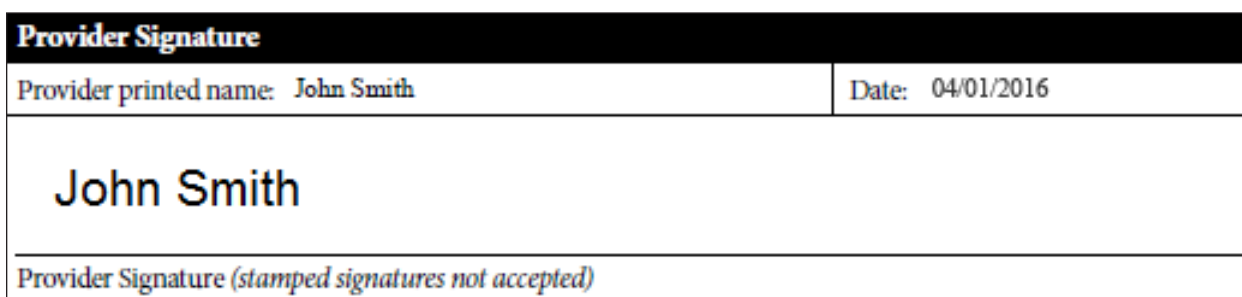 Provider Signature
Provider printed name: John Smith Date: 04/01/2016
John Smith
Provider Signature (stamped signatures not accepted)